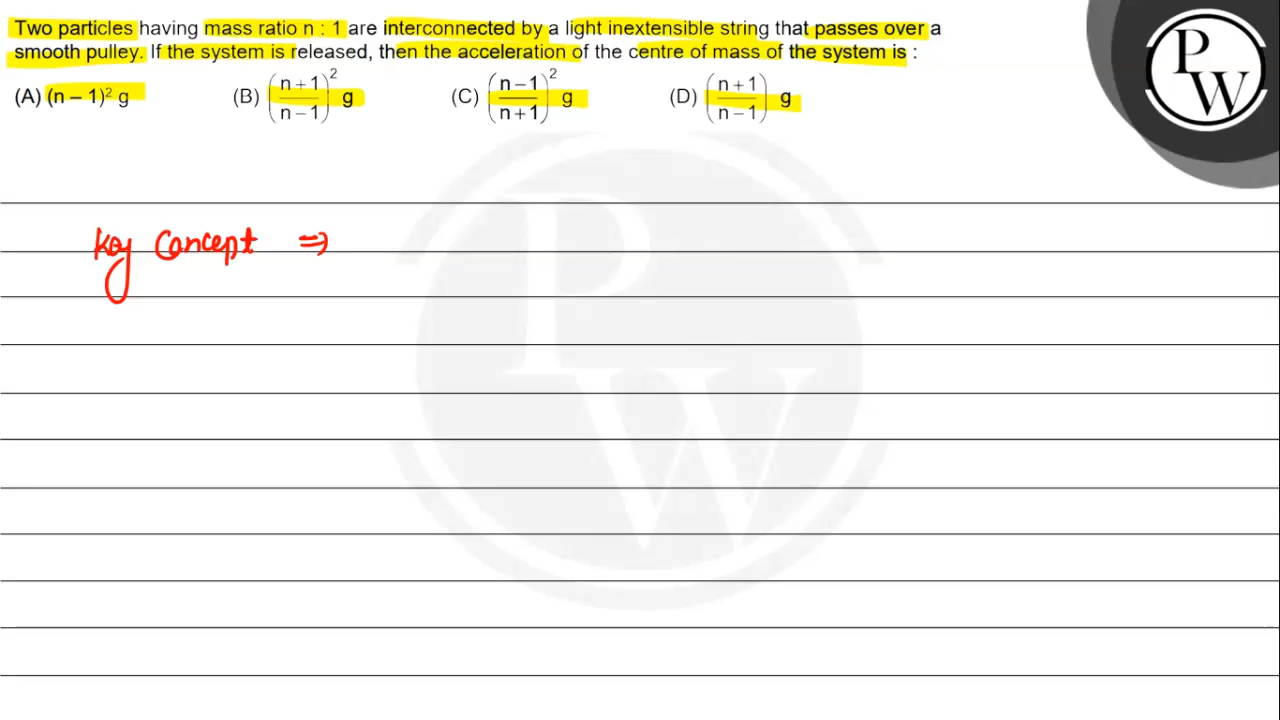 Two particles having mass ratio n : 1 are interconnected by a light inextensible string that passes over a
smooth pulley. If the system is released, then the acceleration of the centre of mass of the system is :
(A) (n – 1)² g (B) ((n + 1)/(n – 1))² g (C) ((n – 1)/(n + 1))² g (D) ((n + 1)/(n – 1)) g
PW
Key Concept ⇒
PW